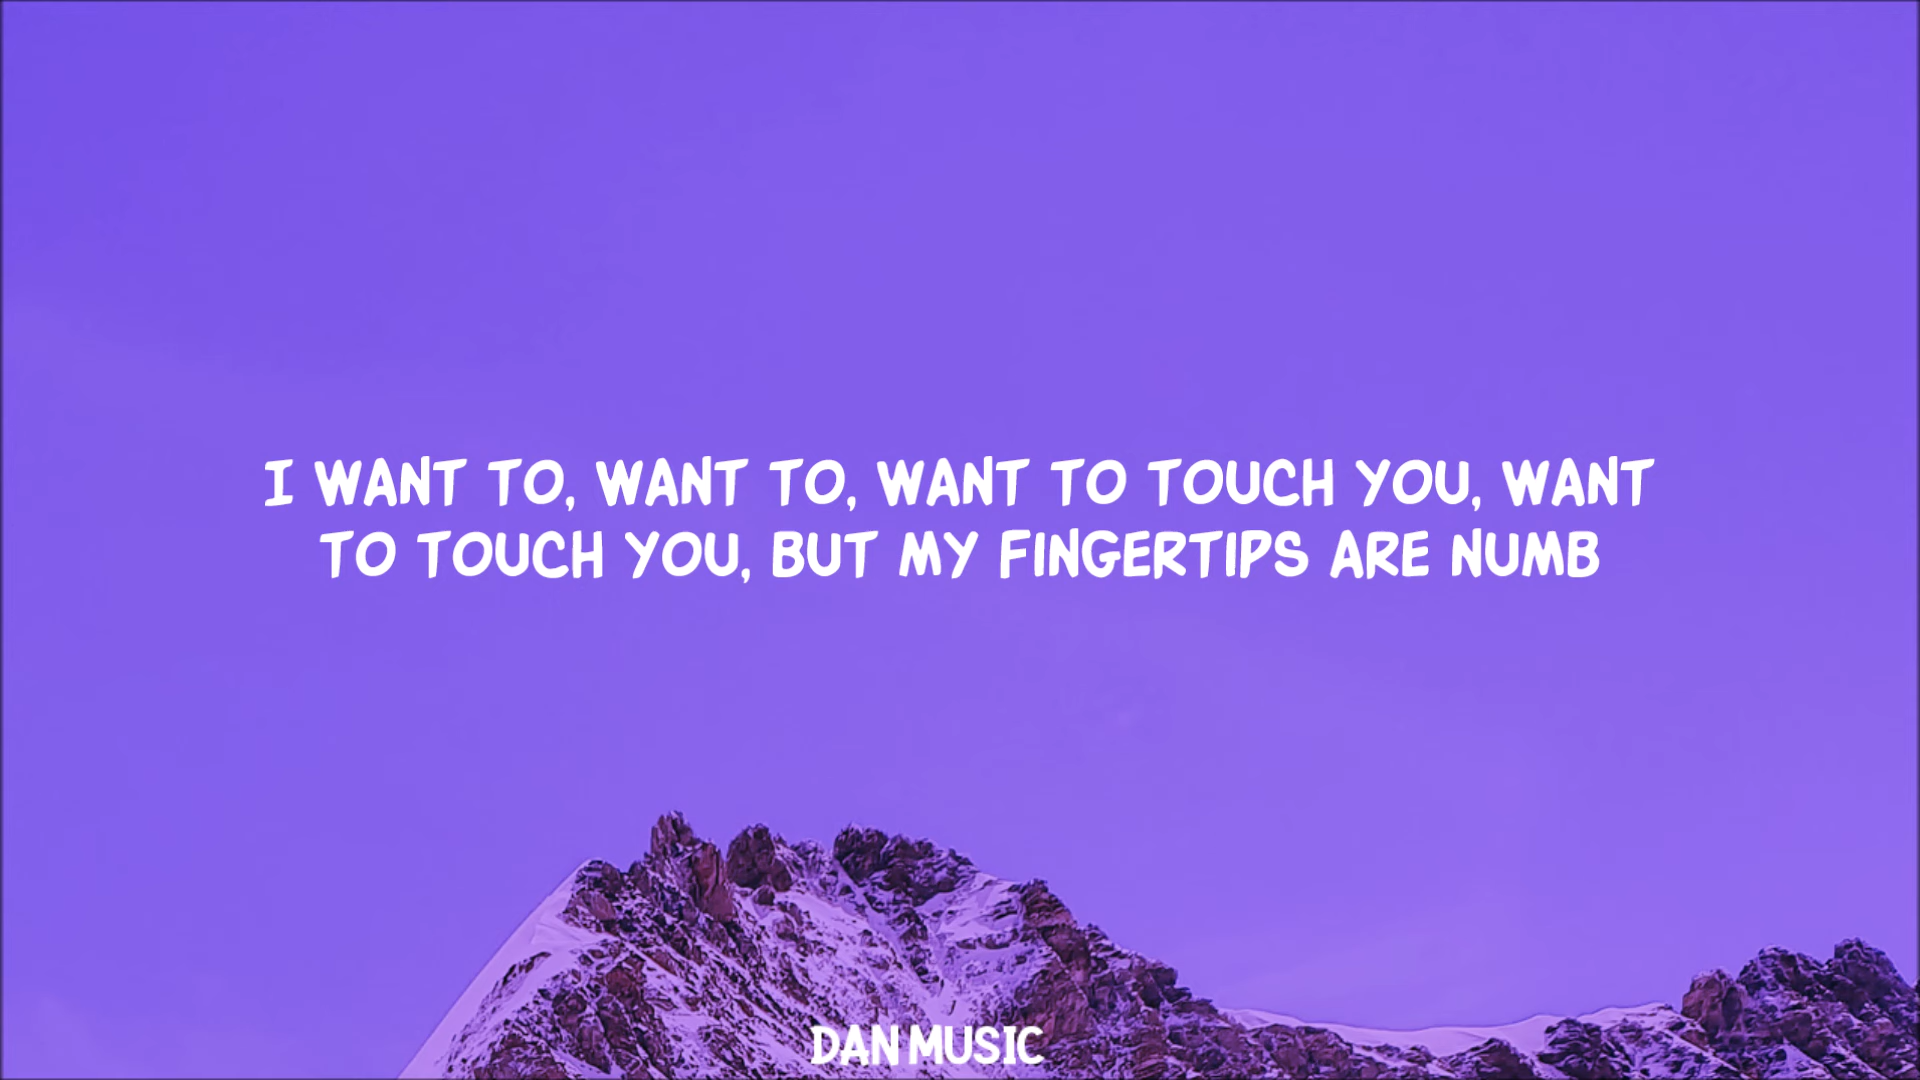 I WANT TO, WANT TO, WANT TO TOUCH YOU, WANT
TO TOUCH YOU, BUT MY FINGERTIPS ARE NUMB
DAN MUSIC